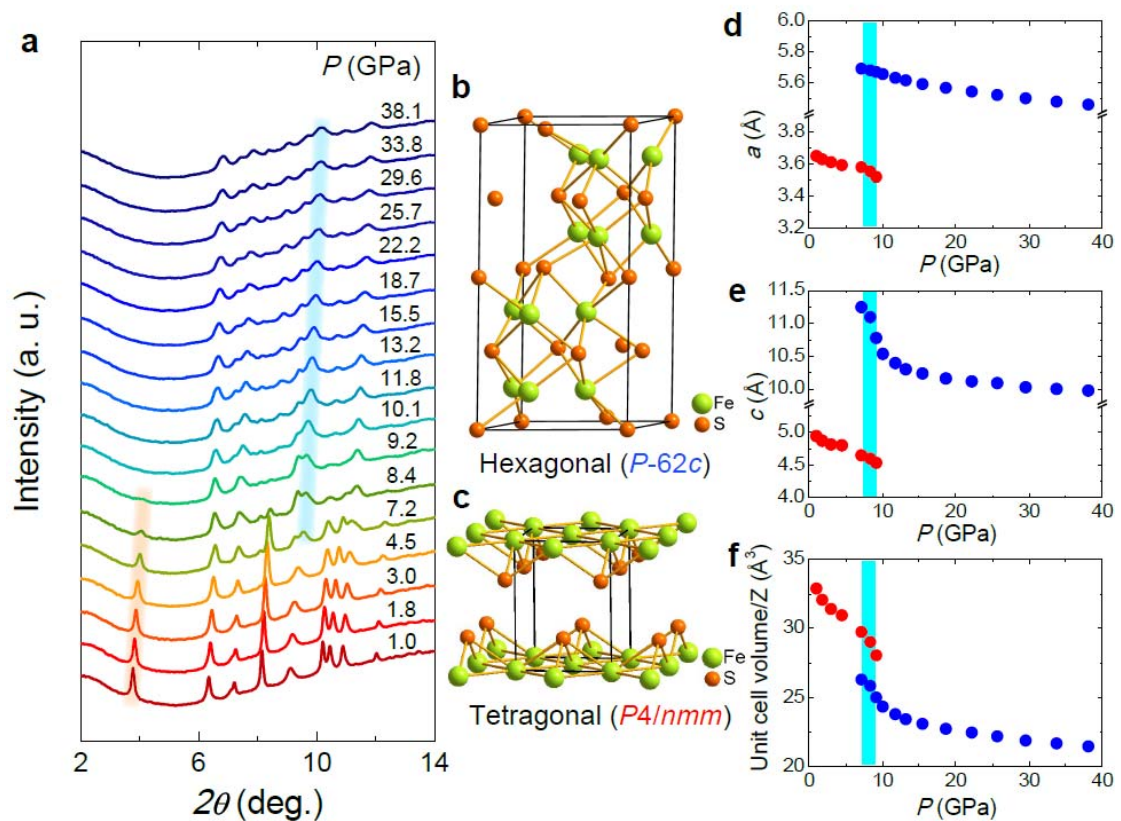 a
P (GPa)
38.1
33.8
29.6
25.7
22.2
18.7
15.5
13.2
11.8
10.1
9.2
8.4
7.2
4.5
3.0
1.8
1.0
Intensity (a. u.)
2 6 10 14
2θ (deg.)
b
Fe
S
Hexagonal (P-62c)
c
Fe
S
Tetragonal (P4/nmm)
d
6.0
5.6
3.8
3.6
3.4
3.2
a (Å)
0 10 20 30 40
P (GPa)
e
11.5
11.0
10.5
10.0
5.0
4.5
4.0
c (Å)
0 10 20 30 40
P (GPa)
f
35
30
25
20
Unit cell volume/Z (Å³)
0 10 20 30 40
P (GPa)